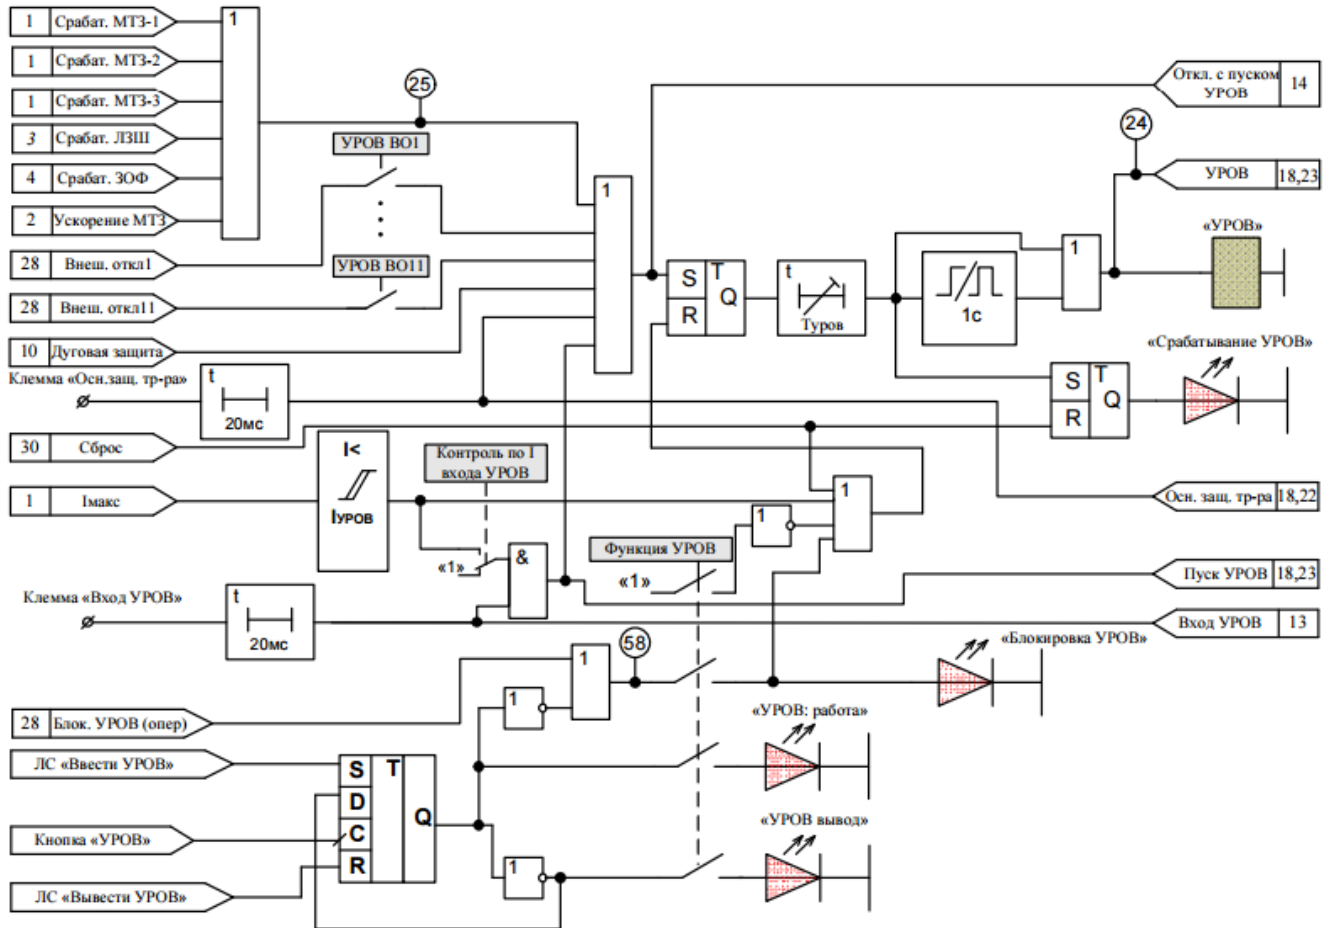 1 Срабат. МТЗ-1
1 Срабат. МТЗ-2
1 Срабат. МТЗ-3
3 Срабат. ЛЗШ
4 Срабат. ЗОФ
2 Ускорение МТЗ
28 Внеш. откл1
28 Внеш. откл11
10 Дуговая защита
Клемма «Осн.защ. тр-ра»
t
20мс
30 Сброс
1 Iмакс
Клемма «Вход УРОВ»
t
20мс
28 Блок. УРОВ (опер)
ЛС «Ввести УРОВ»
Кнопка «УРОВ»
ЛС «Вывести УРОВ»
1
25
УРОВ ВО1
УРОВ ВО11
1
I<
IУРОВ
Контроль по I
входа УРОВ
«1»
&
Функция УРОВ
«1»
1
1
S T
R Q
t
Туров
1с
1
S T
R Q
58
1
1
S T
D
C Q
R
1
Откл. с пуском
УРОВ
14
24
УРОВ 18,23
«УРОВ»
«Срабатывание УРОВ»
Осн. защ. тр-ра 18,22
Пуск УРОВ 18,23
Вход УРОВ 13
«Блокировка УРОВ»
«УРОВ: работа»
«УРОВ вывод»